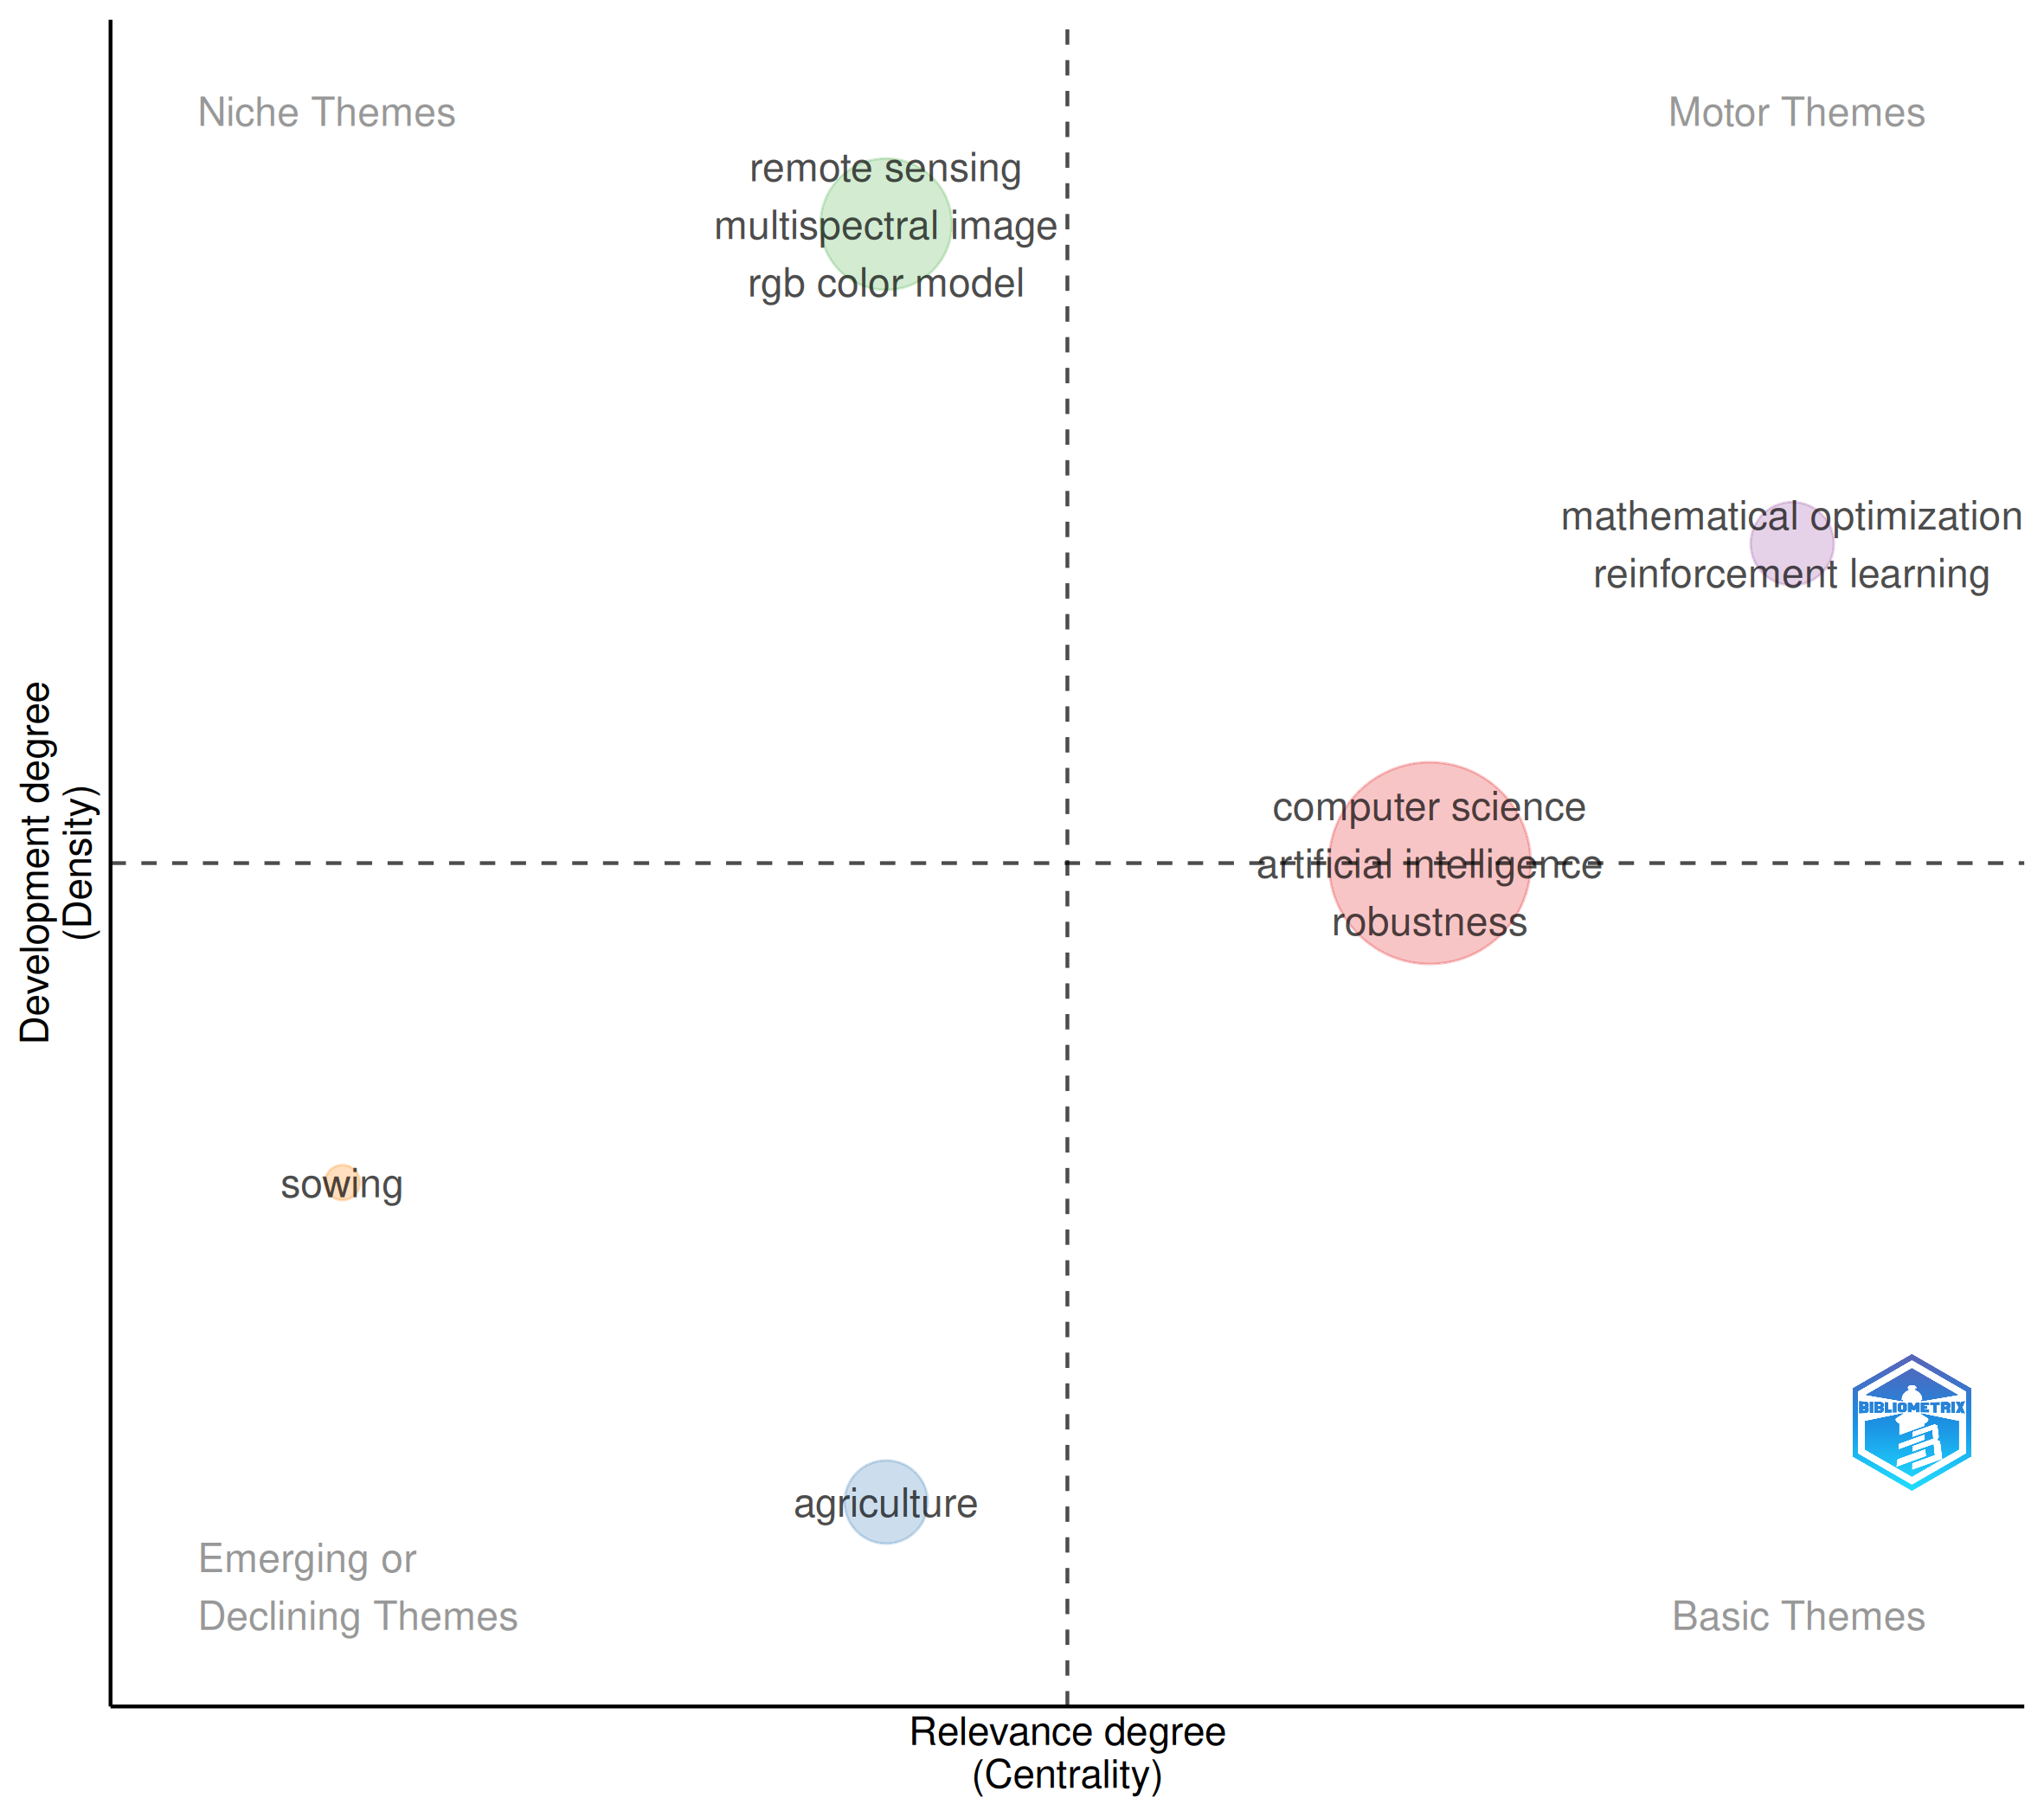 Niche Themes
Motor Themes
remote sensing
multispectral image
rgb color model
mathematical optimization
reinforcement learning
computer science
artificial intelligence
robustness
Development degree
(Density)
sowing
BIBLIOMETRIX
agriculture
Emerging or
Declining Themes
Basic Themes
Relevance degree
(Centrality)